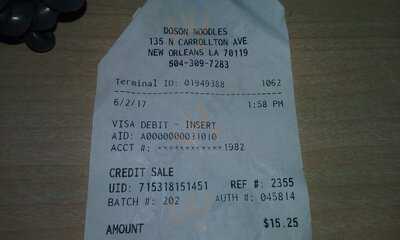 DOSON NOODLES
135 N CARROLLTON AVE
NEW ORLEANS LA 70119
504-309-7283
Terminal ID: 01949388 1062
6/2/17 1:58 PM
VISA DEBIT - INSERT
AID: A0000000031010
ACCT #: ************1982
CREDIT SALE
UID: 715318151451 REF #: 2355
BATCH #: 202 AUTH #: 045814
AMOUNT $15.25